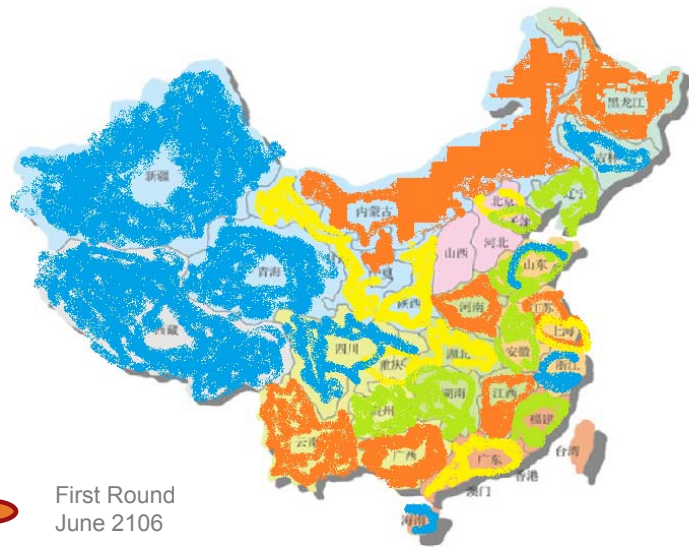 黑龙江
吉林
辽宁
新疆
内蒙古
北京
河北
山西
青海
陕西
山东
河南
江苏
西藏
上海
四川
安徽
湖北
重庆
浙江
湖南
江西
贵州
福建
云南
广西
广东
台湾
香港
澳门
海南
First Round
June 2106